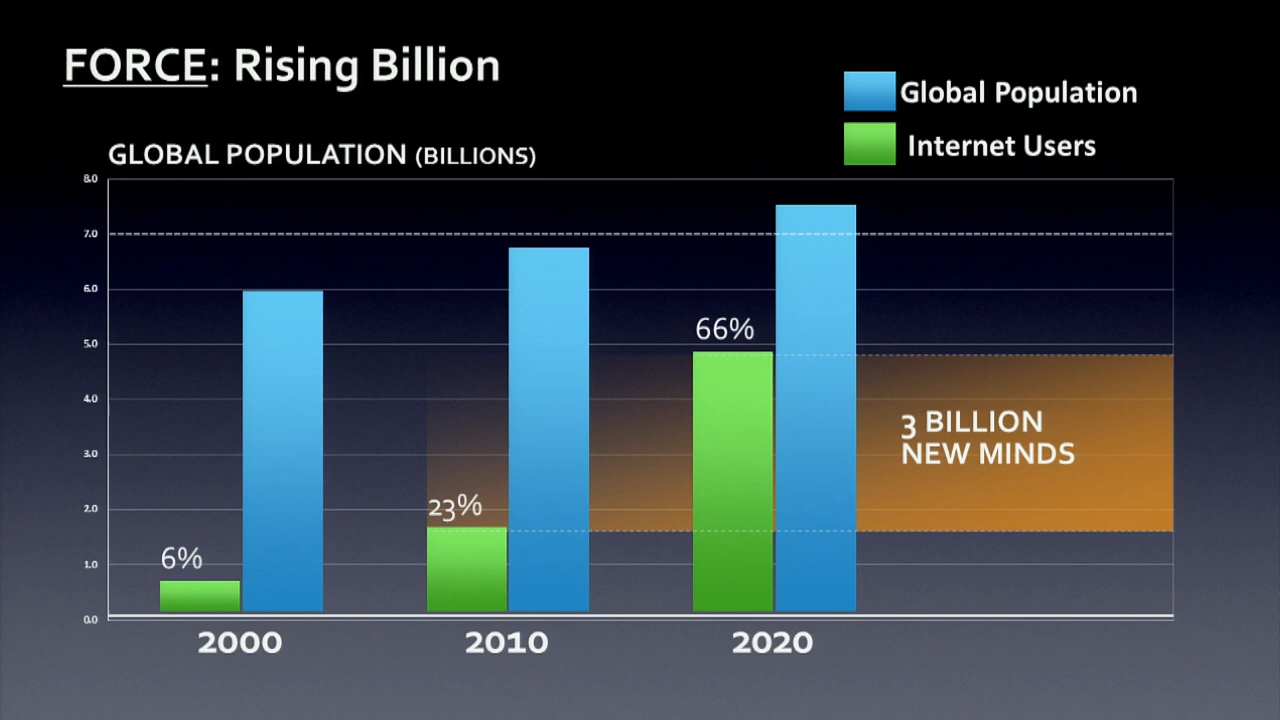 FORCE: Rising Billion
Global Population
Internet Users
GLOBAL POPULATION (BILLIONS)
8.0
7.0
6.0
5.0
4.0
3.0
2.0
1.0
0.0
6%
23%
66%
3 BILLION
NEW MINDS
2000
2010
2020